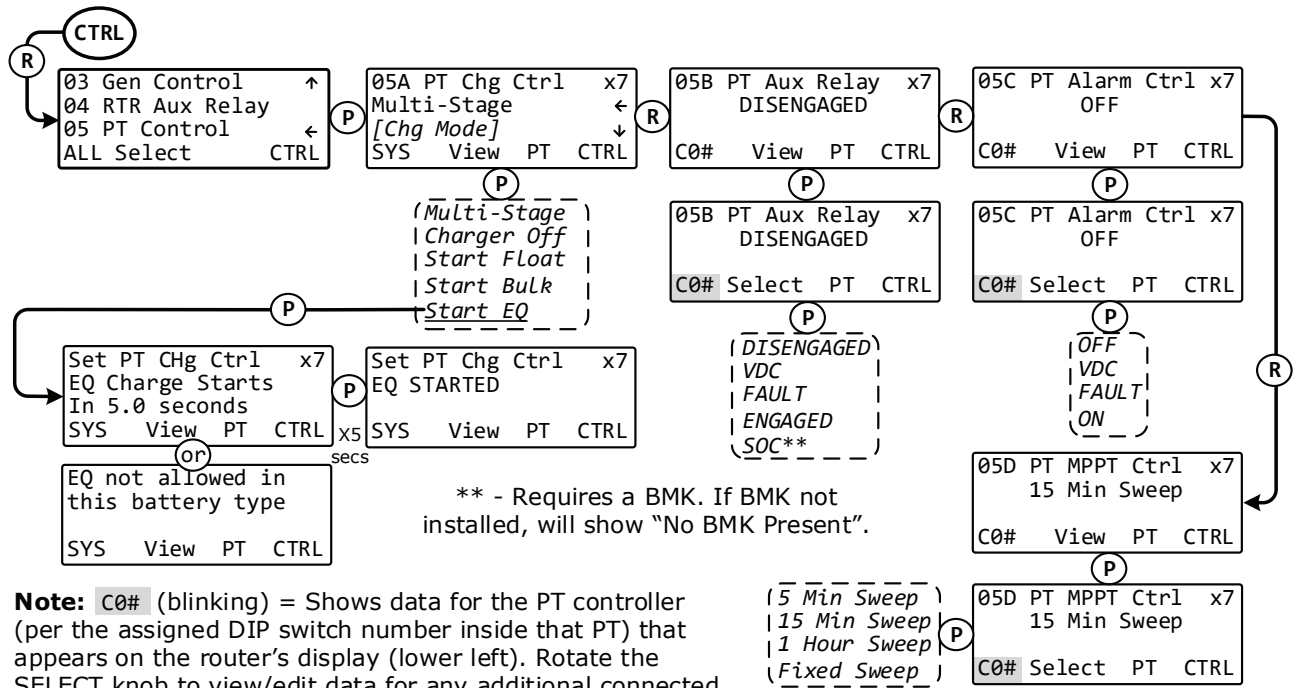 CTRL
R
03 Gen Control ↑
04 RTR Aux Relay
05 PT Control ←
ALL Select CTRL
P
05A PT Chg Ctrl x7
Multi-Stage ←
[Chg Mode] ↓
SYS View PT CTRL
R
05B PT Aux Relay x7
DISENGAGED
C0# View PT CTRL
R
05C PT Alarm Ctrl x7
OFF
C0# View PT CTRL
P
Multi-Stage
Charger Off
Start Float
Start Bulk
Start EQ
P
05B PT Aux Relay x7
DISENGAGED
C0# Select PT CTRL
P
DISENGAGED
VDC
FAULT
ENGAGED
SOC**
P
05C PT Alarm Ctrl x7
OFF
C0# Select PT CTRL
P
OFF
VDC
FAULT
ON
R
P
Set PT CHg Ctrl x7
EQ Charge Starts
In 5.0 seconds
SYS View PT CTRL
P
X5
secs
Set PT Chg Ctrl x7
EQ STARTED
SYS View PT CTRL
or
EQ not allowed in
this battery type
SYS View PT CTRL
** - Requires a BMK. If BMK not
installed, will show “No BMK Present”.
05D PT MPPT Ctrl x7
15 Min Sweep
C0# View PT CTRL
P
05D PT MPPT Ctrl x7
15 Min Sweep
C0# Select PT CTRL
P
5 Min Sweep
15 Min Sweep
1 Hour Sweep
Fixed Sweep
Note: C0# (blinking) = Shows data for the PT controller
(per the assigned DIP switch number inside that PT) that
appears on the router’s display (lower left). Rotate the
SELECT knob to view/edit data for any additional connected